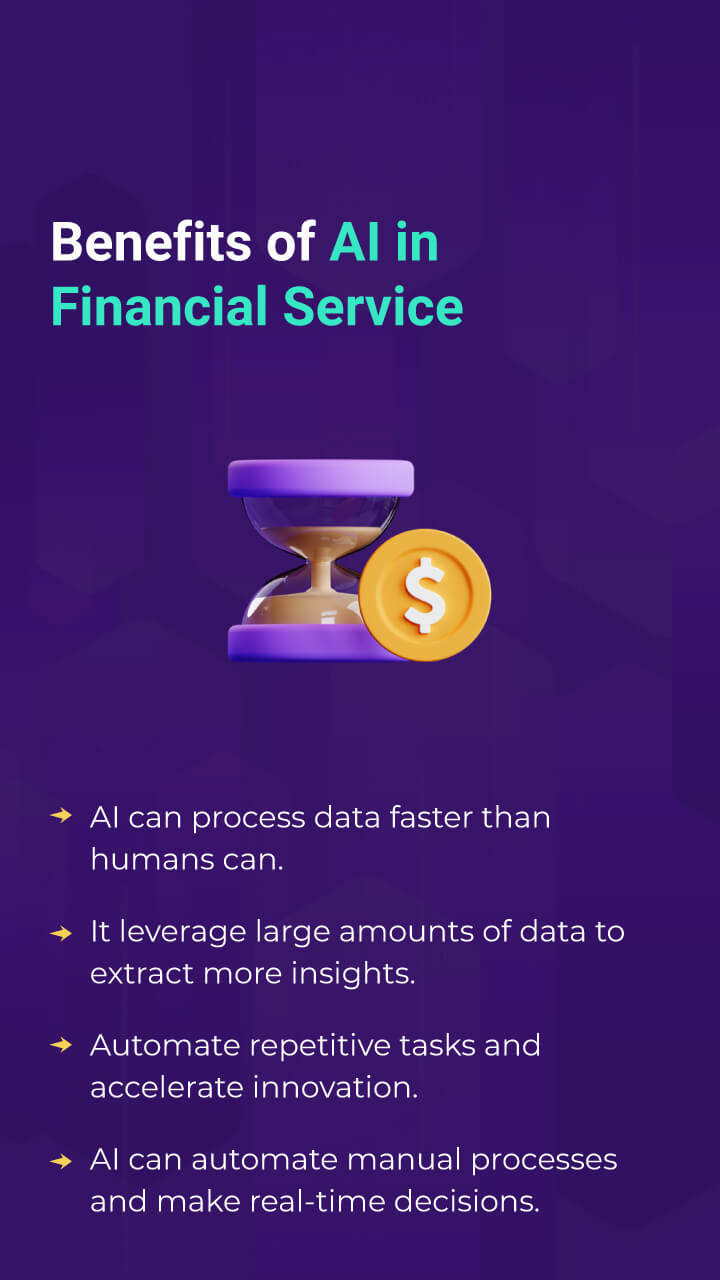 Benefits of AI in
Financial Service
$
AI can process data faster than
humans can.
It leverage large amounts of data to
extract more insights.
Automate repetitive tasks and
accelerate innovation.
AI can automate manual processes
and make real-time decisions.